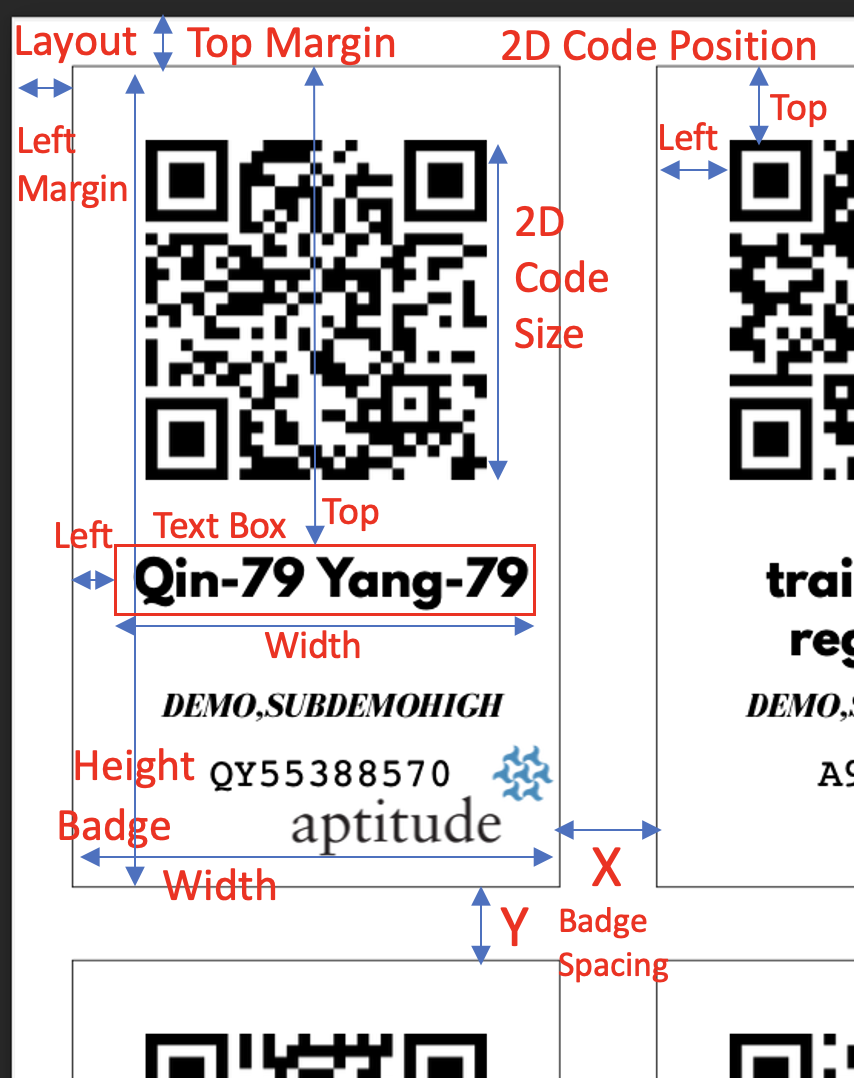 Layout
Top Margin
2D Code Position
Left
Margin
Top
Left
2D
Code
Size
Top
Text Box
Left
Qin-79 Yang-79
Width
DEMO,SUBDEMOHIGH
Height
QY55388570
Badge
aptitude
Width
X
Y
Badge
Spacing
trai
reg
DEMO,S
A9